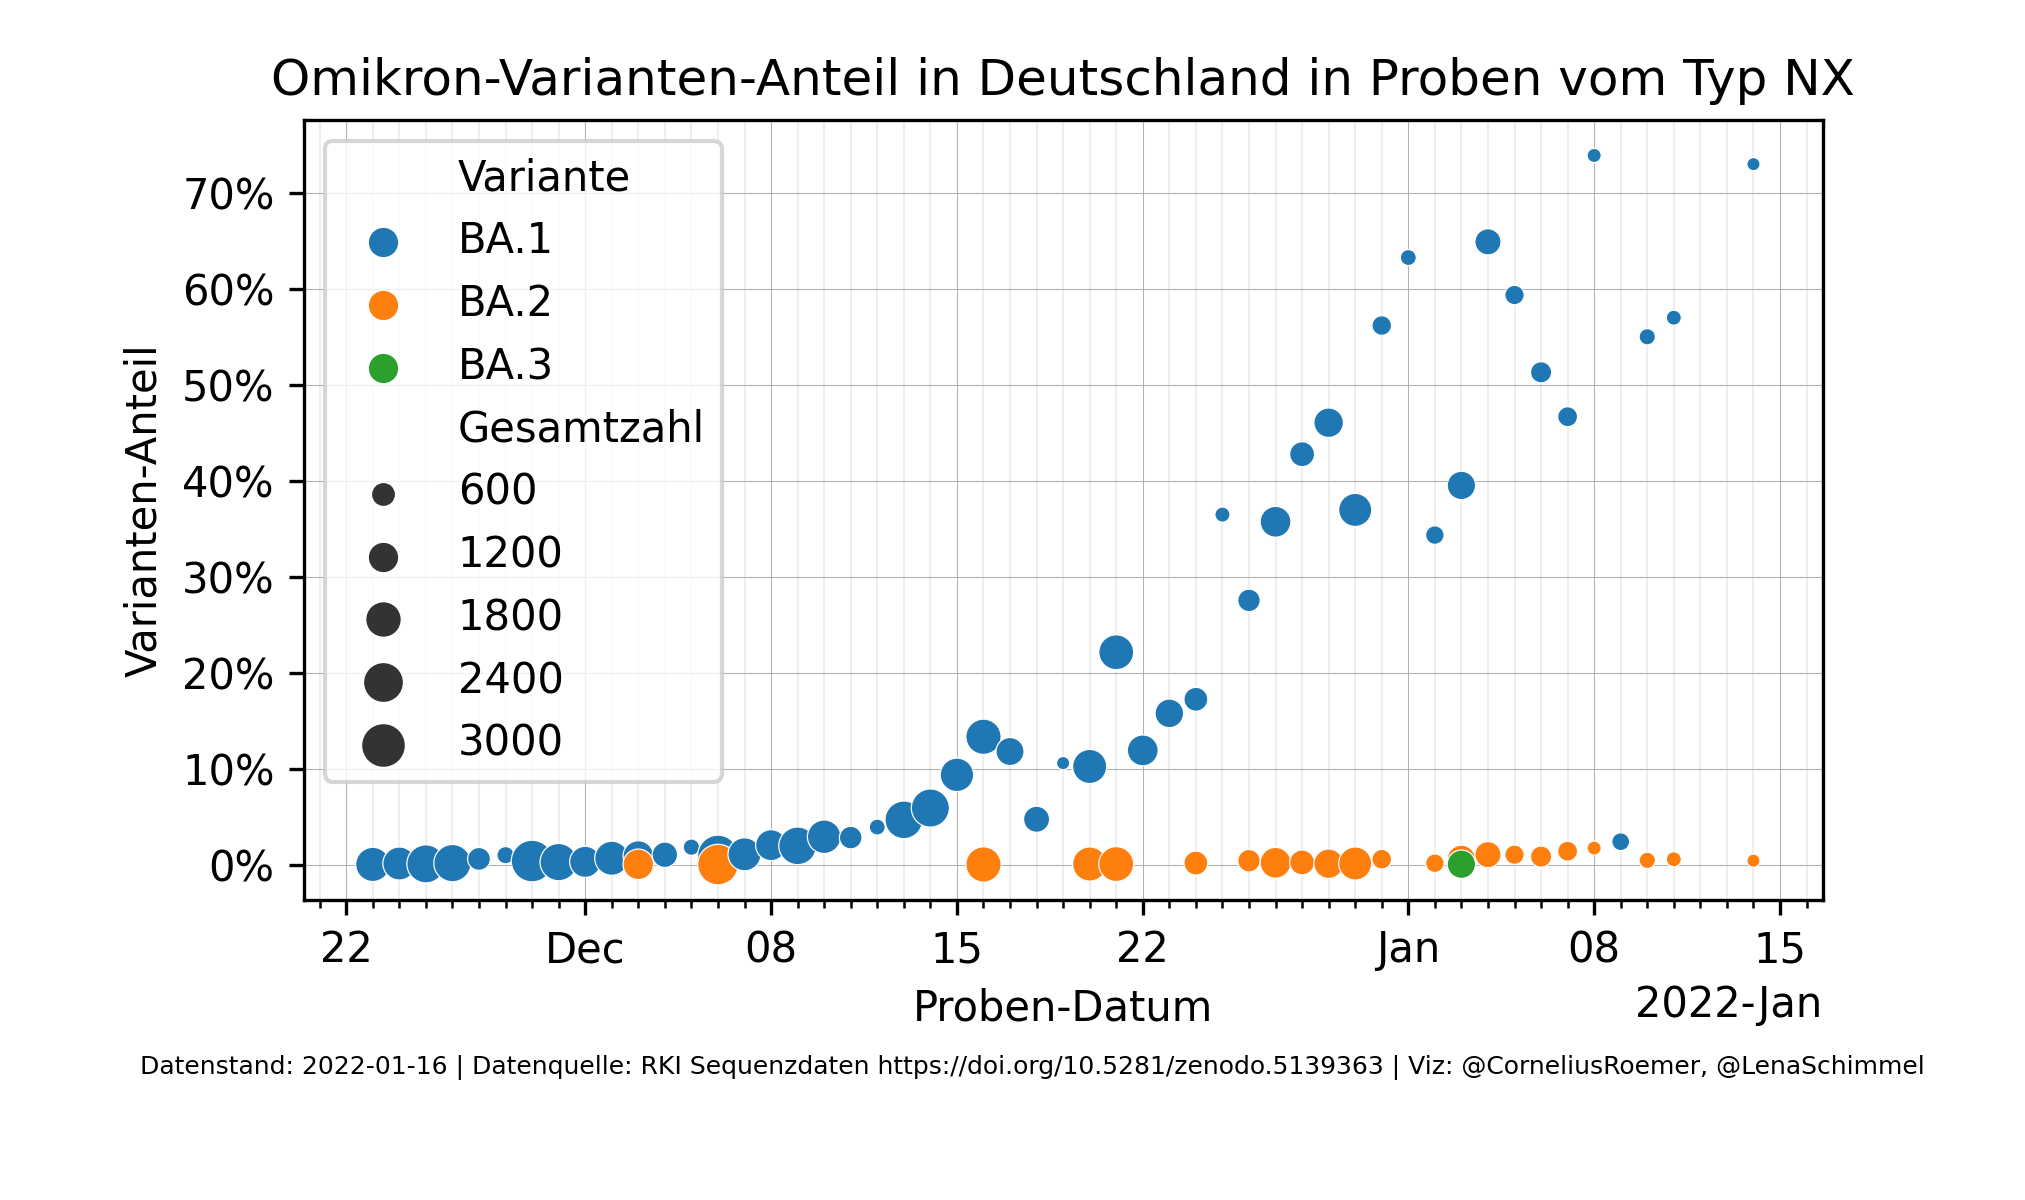 Omikron-Varianten-Anteil in Deutschland in Proben vom Typ NX
Varianten-Anteil
70%
60%
50%
40%
30%
20%
10%
0%
Variante
BA.1
BA.2
BA.3
Gesamtzahl
600
1200
1800
2400
3000
22 Dec 08 15 22 Jan 08 15
Proben-Datum
2022-Jan
Datenstand: 2022-01-16 | Datenquelle: RKI Sequenzdaten https://doi.org/10.5281/zenodo.5139363 | Viz: @CorneliusRoemer, @LenaSchimmel